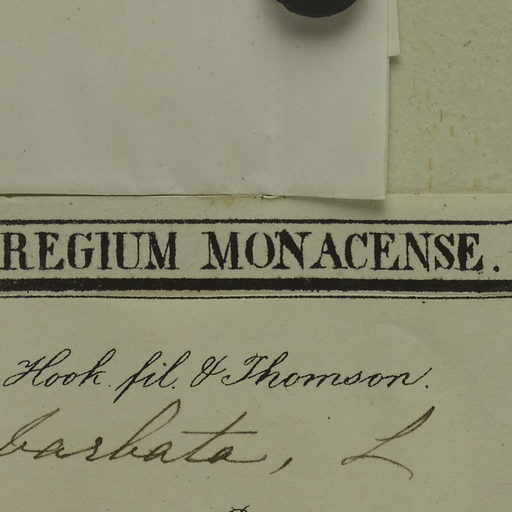 REGIUM MONACENSE.
Hook. fil. & Thomson.
barbata, L